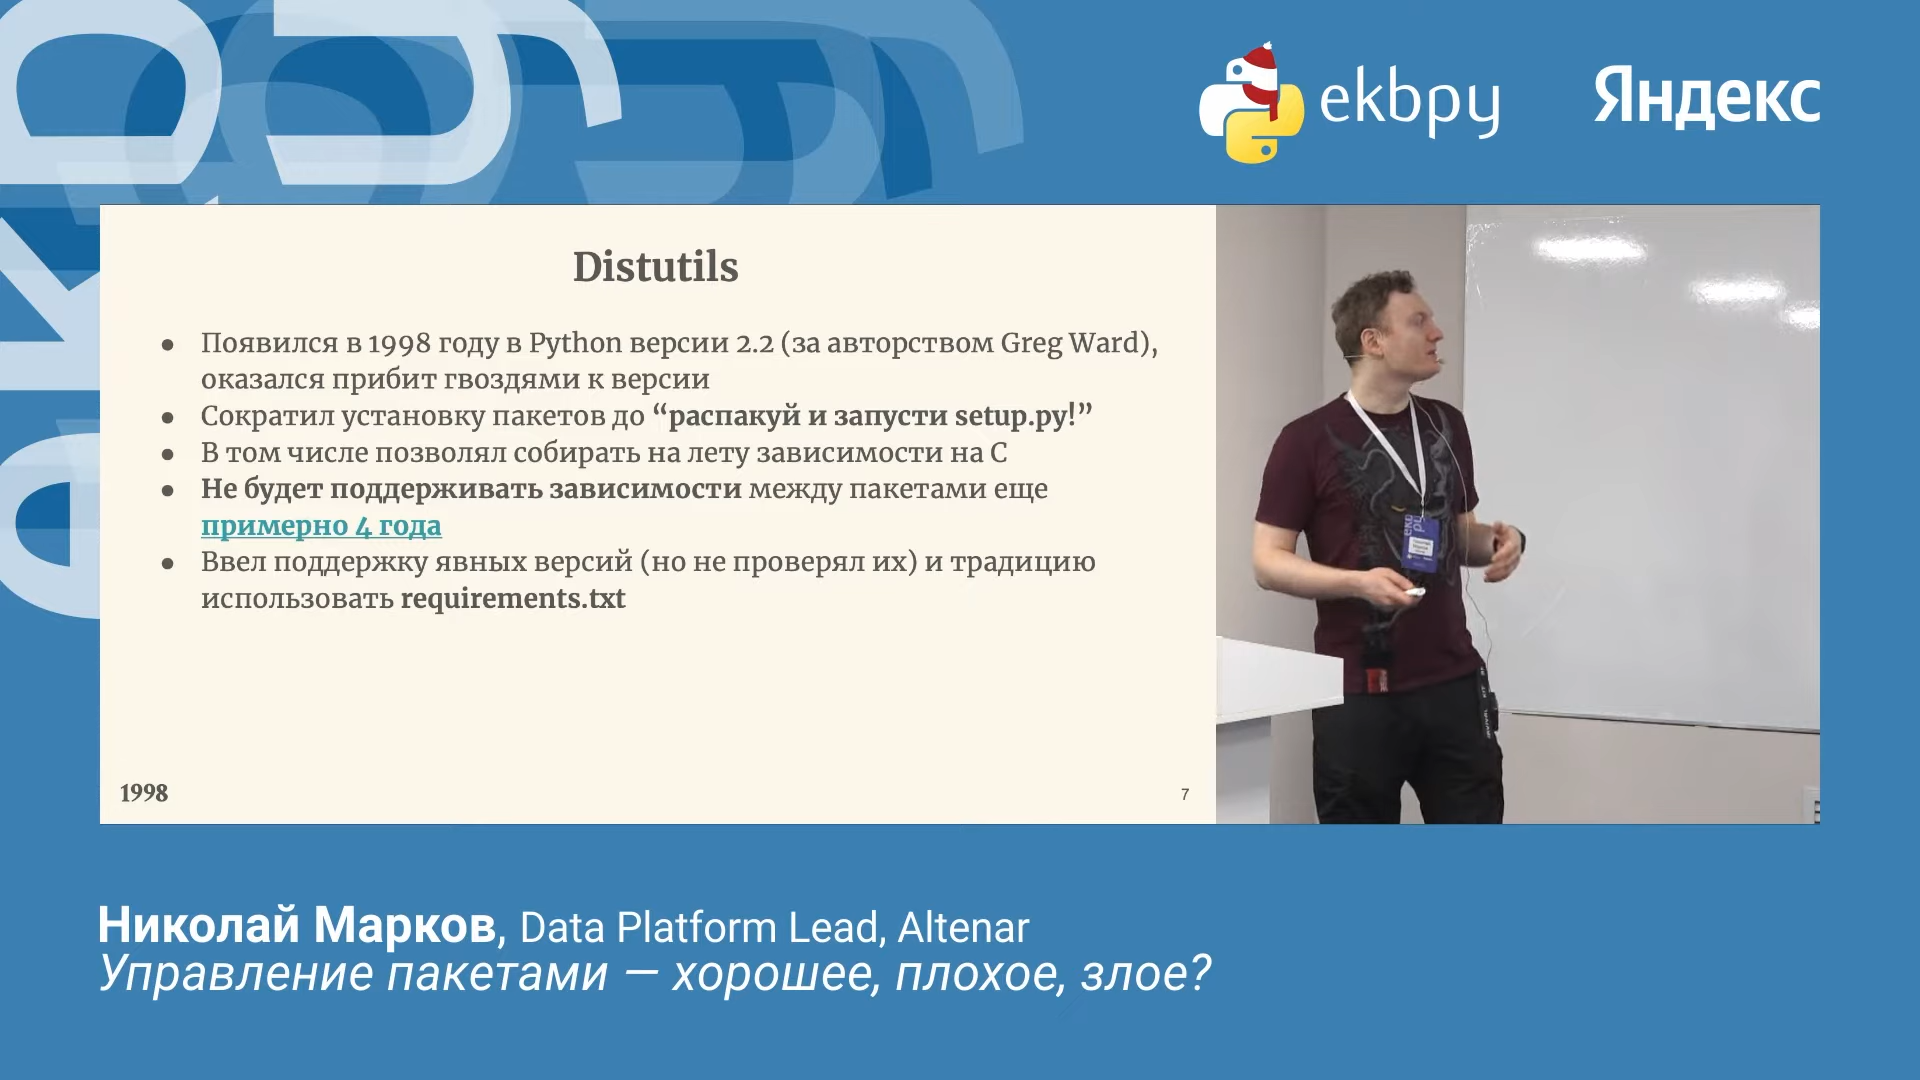 ekbpy
Яндекс
Distutils
● Появился в 1998 году в Python версии 2.2 (за авторством Greg Ward),
оказался прибит гвоздями к версии
● Сократил установку пакетов до “распакуй и запусти setup.py!”
● В том числе позволял собирать на лету зависимости на C
● Не будет поддерживать зависимости между пакетами еще
примерно 4 года
● Ввел поддержку явных версий (но не проверял их) и традицию
использовать requirements.txt
1998
7
Николай Марков, Data Platform Lead, Altenar
Управление пакетами — хорошее, плохое, злое?